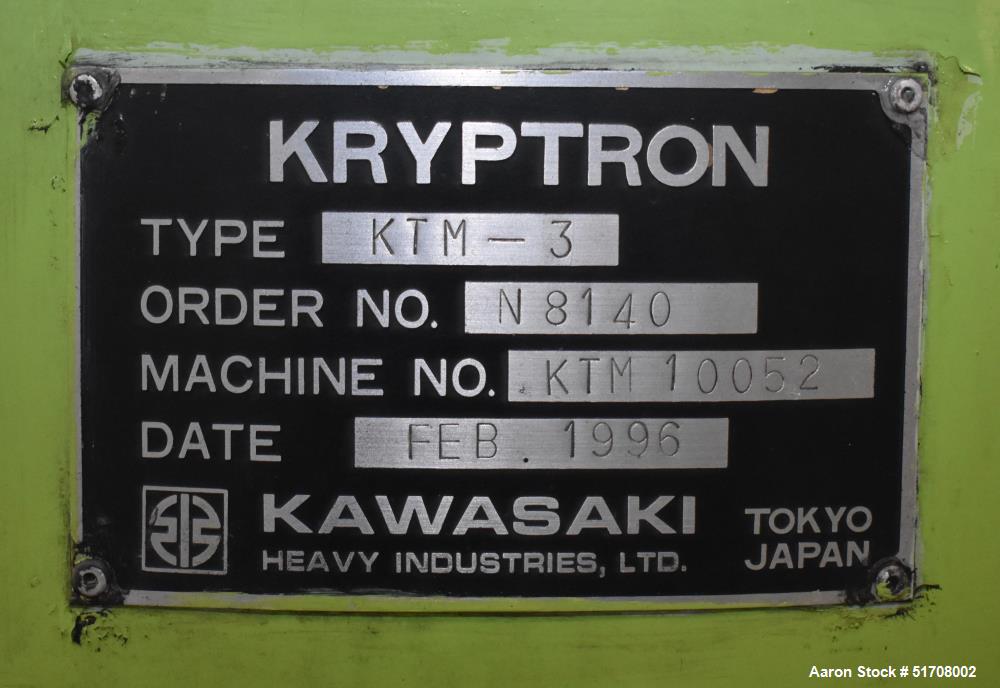 KRYPTRON
TYPE KTM-3
ORDER NO. N8140
MACHINE NO. KTM 10052
DATE FEB. 1996
KAWASAKI
HEAVY INDUSTRIES, LTD.
TOKYO
JAPAN
Aaron Stock # 51708002